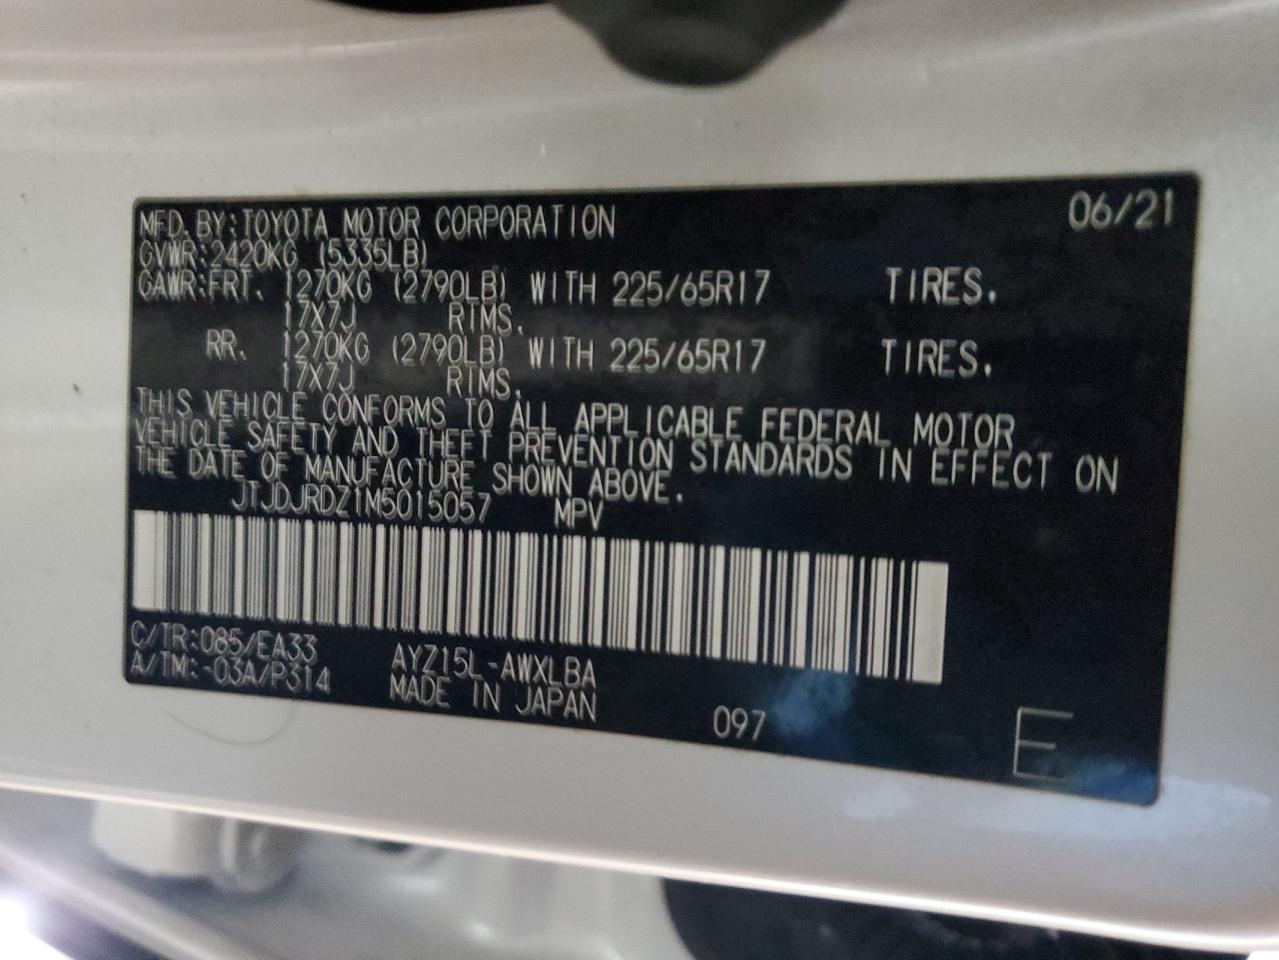 MFD. BY: TOYOTA MOTOR CORPORATION 06/21
GVWR: 2420KG (5335LB)
GAWR: FRT. 1270KG (2790LB) WITH 225/65R17 TIRES.
17X7J RIMS.
RR. 1270KG (2790LB) WITH 225/65R17 TIRES.
17X7J RIMS.
THIS VEHICLE CONFORMS TO ALL APPLICABLE FEDERAL MOTOR
VEHICLE SAFETY AND THEFT PREVENTION STANDARDS IN EFFECT ON
THE DATE OF MANUFACTURE SHOWN ABOVE.
JTJDJRDZ1M5015057 MPV
C/TR: 085/EA33 AYZ15L-AWXLBA
A/TM: -03A/P314 MADE IN JAPAN 097 E